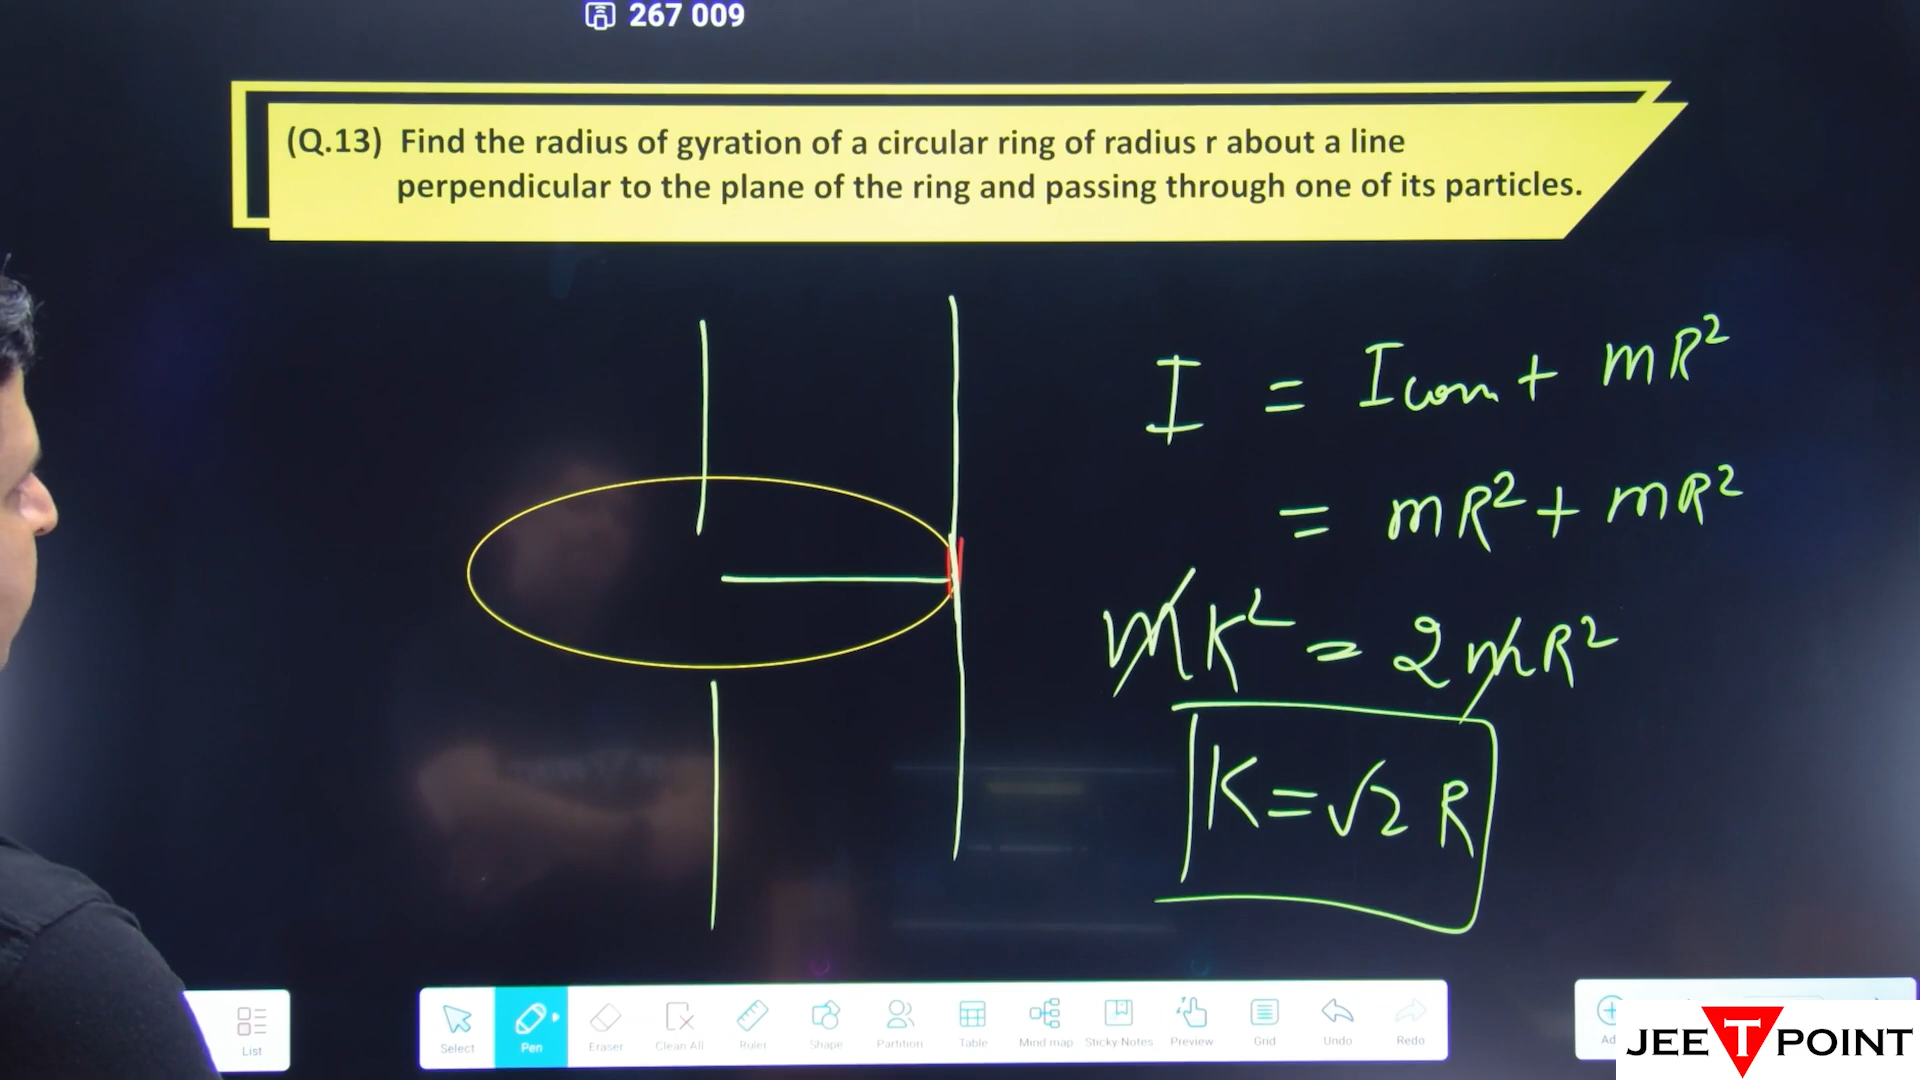 267 009
(Q.13) Find the radius of gyration of a circular ring of radius r about a line
perpendicular to the plane of the ring and passing through one of its particles.
I = Icom + mR²
= mR² + mR²
mK² = 2mR²
K = √2 R
List
Select
Pen
Eraser
Clean All
Ruler
Shape
Partition
Table
Mind map
Sticky Notes
Preview
Grid
Undo
Redo
JEE T POINT